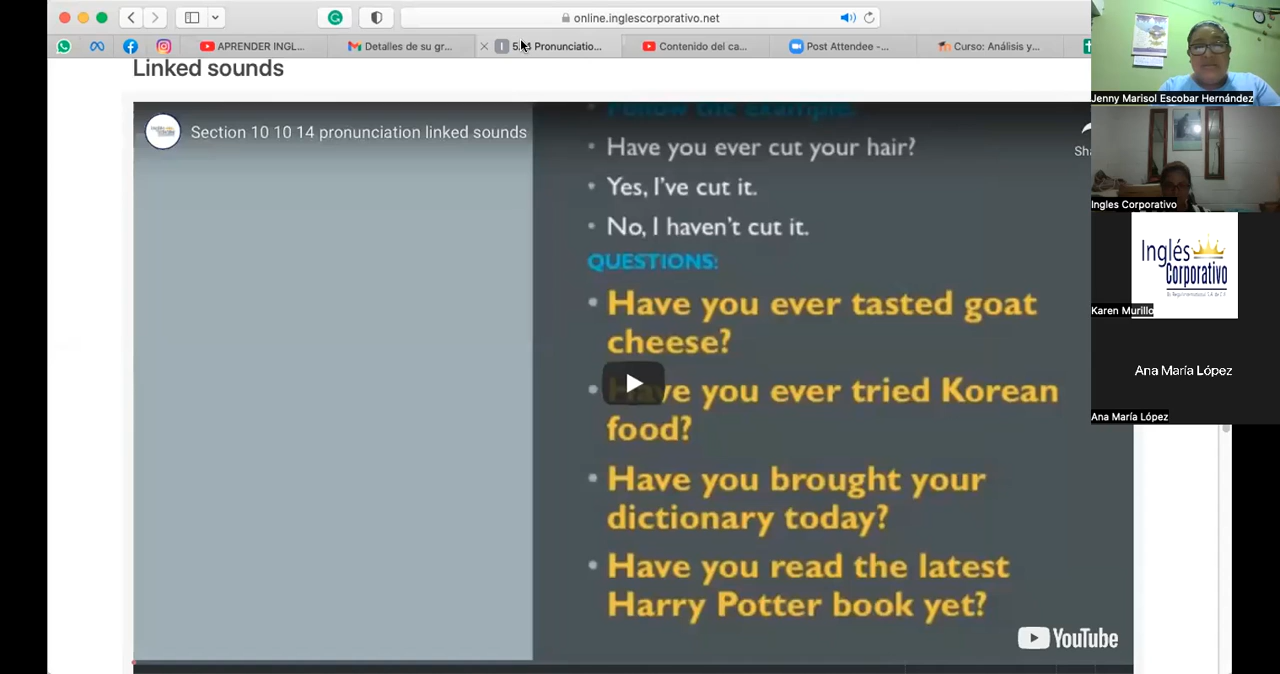 online.inglescorporativo.net
APRENDER INGL...
Detalles de su gr...
Pronunciatio...
Contenido del ca...
Post Attendee -...
Curso: Análisis y...
Linked sounds
Section 10 10 14 pronunciation linked sounds
Follow the example:
Have you ever cut your hair?
Yes, I've cut it.
No, I haven't cut it.
QUESTIONS:
Have you ever tasted goat
cheese?
Have you ever tried Korean
food?
Have you brought your
dictionary today?
Have you read the latest
Harry Potter book yet?
YouTube
Jenny Marisol Escobar Hernández
Ingles Corporativo
Inglés
Corporativo
Karen Murillo
Ana María López
Ana María López